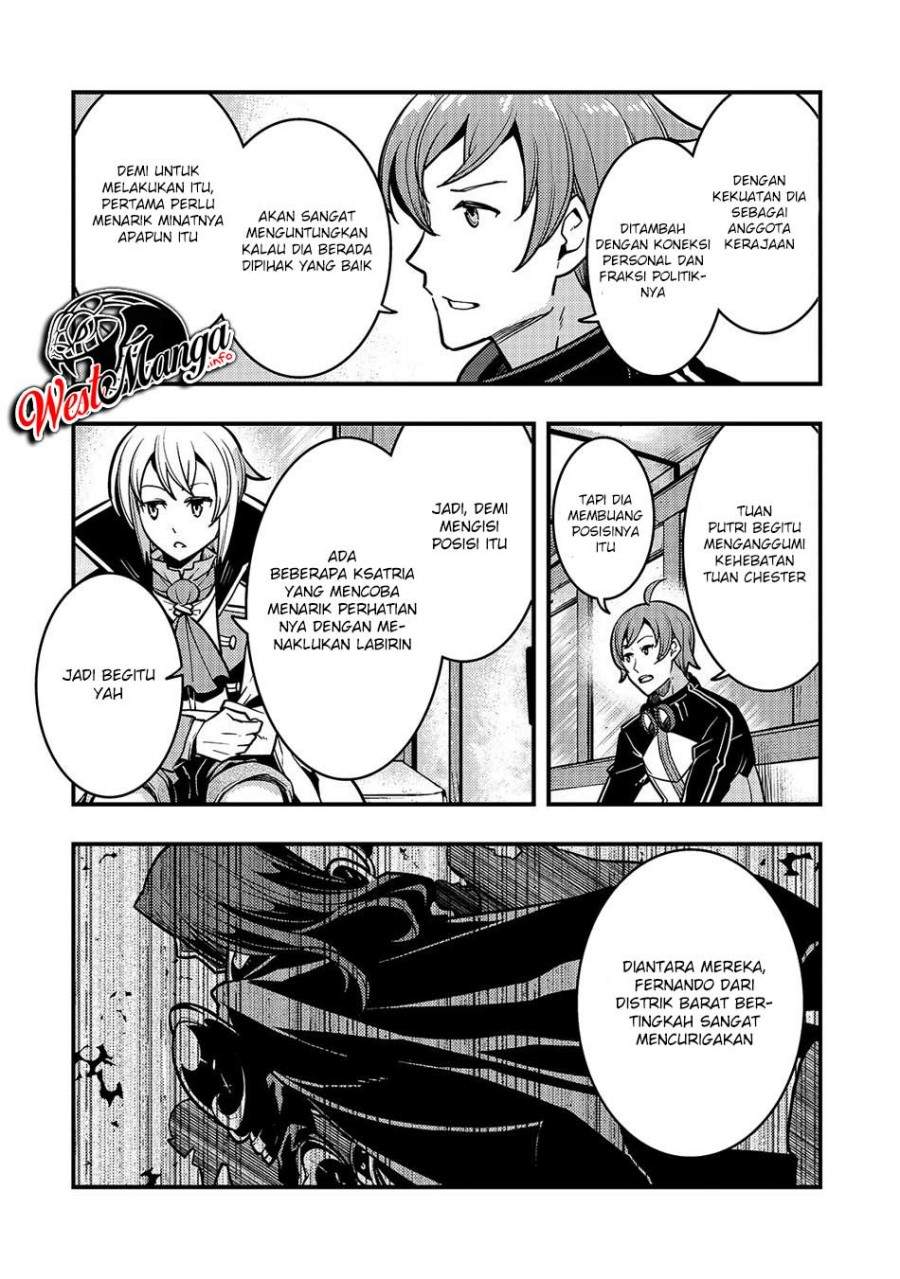 DENGAN
KEKUATAN DIA
SEBAGAI
ANGGOTA
KERAJAAN
DITAMBAH
DENGAN KONEKSI
PERSONAL DAN
FRAKSI POLITIK-
NYA
AKAN SANGAT
MENGUNTUNGKAN
KALAU DIA BERADA
DIPIHAK YANG BAIK
DEMI UNTUK
MELAKUKAN ITU,
PERTAMA PERLU
MENARIK MINATNYA
APAPUN ITU
WestManga
.info
TUAN
PUTRI BEGITU
MENGANGGUMI
KEHEBATAN
TUAN CHESTER
TAPI DIA
MEMBUANG
POSISINYA
ITU
JADI, DEMI
MENGISI
POSISI ITU
ADA
BEBERAPA KSATRIA
YANG MENCOBA
MENARIK PERHATIAN
NYA DENGAN ME-
NAKLUKAN LABIRIN
JADI BEGITU
YAH
DIANTARA MEREKA,
FERNANDO DARI
DISTRIK BARAT BER-
TINGKAH SANGAT
MENCURIGAKAN